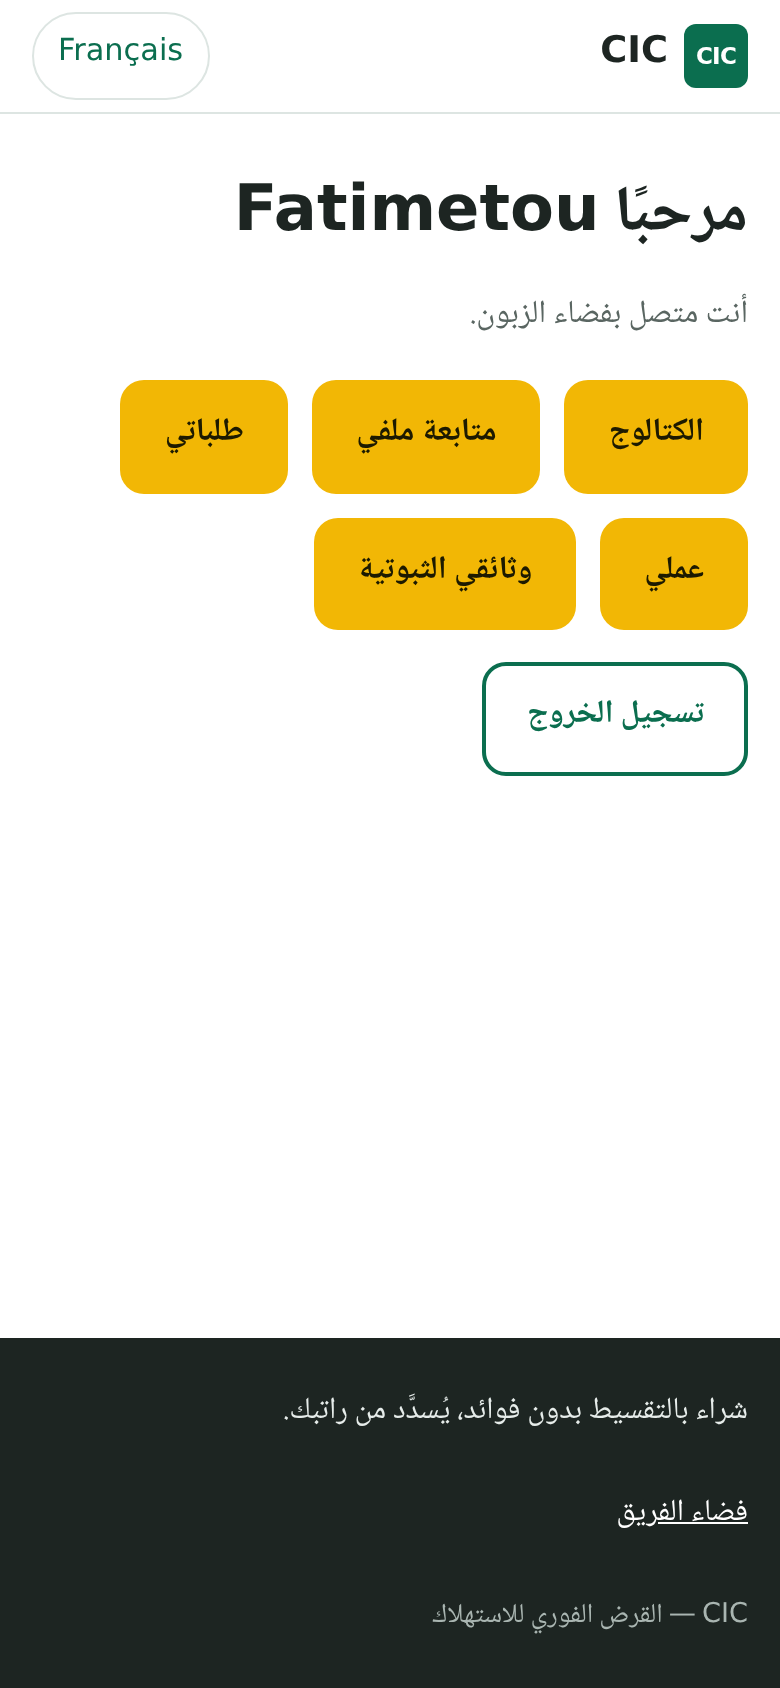 CIC
CIC
Français
مرحبًا Fatimetou
أنت متصل بفضاء الزبون.
الكتالوج
متابعة ملفي
طلباتي
عملي
وثائقي الثبوتية
تسجيل الخروج
شراء بالتقسيط بدون فوائد، يُسدَّد من راتبك.
فضاء الفريق
CIC — القرض الفوري للاستهلاك